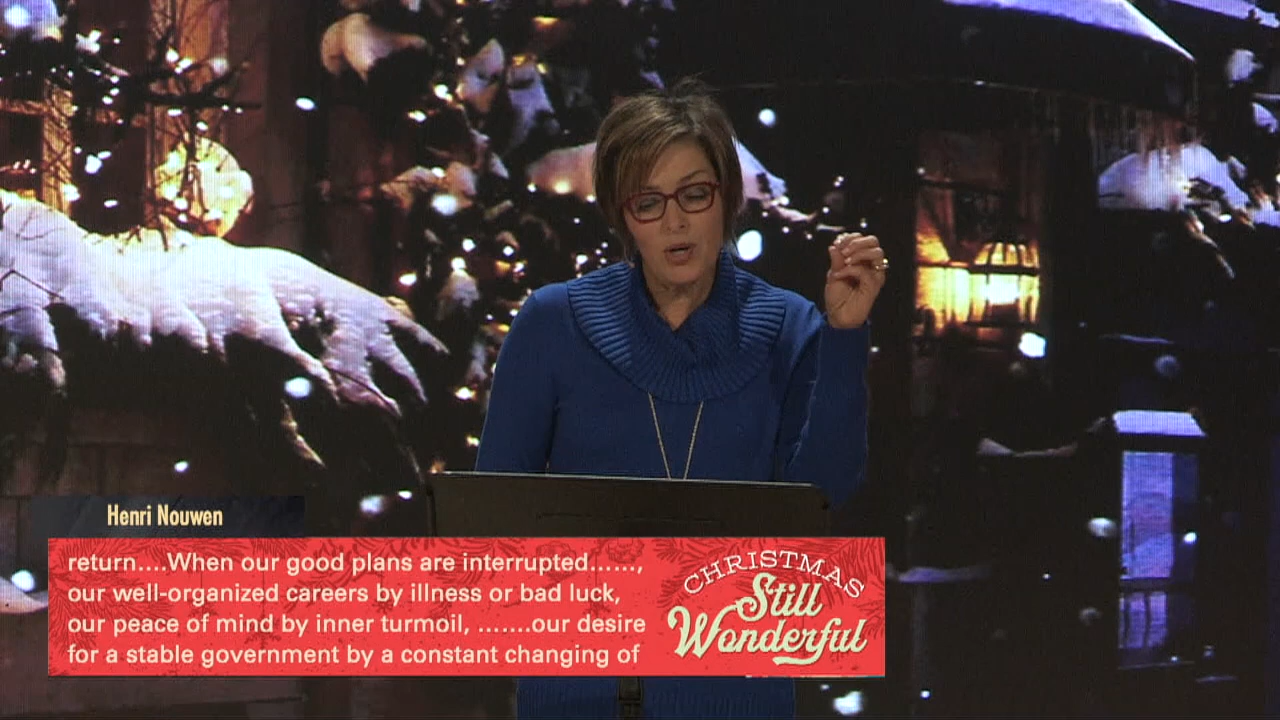 Henri Nouwen
return....When our good plans are interrupted......,
our well-organized careers by illness or bad luck,
our peace of mind by inner turmoil, .......our desire
for a stable government by a constant changing of
CHRISTMAS
Still
Wonderful